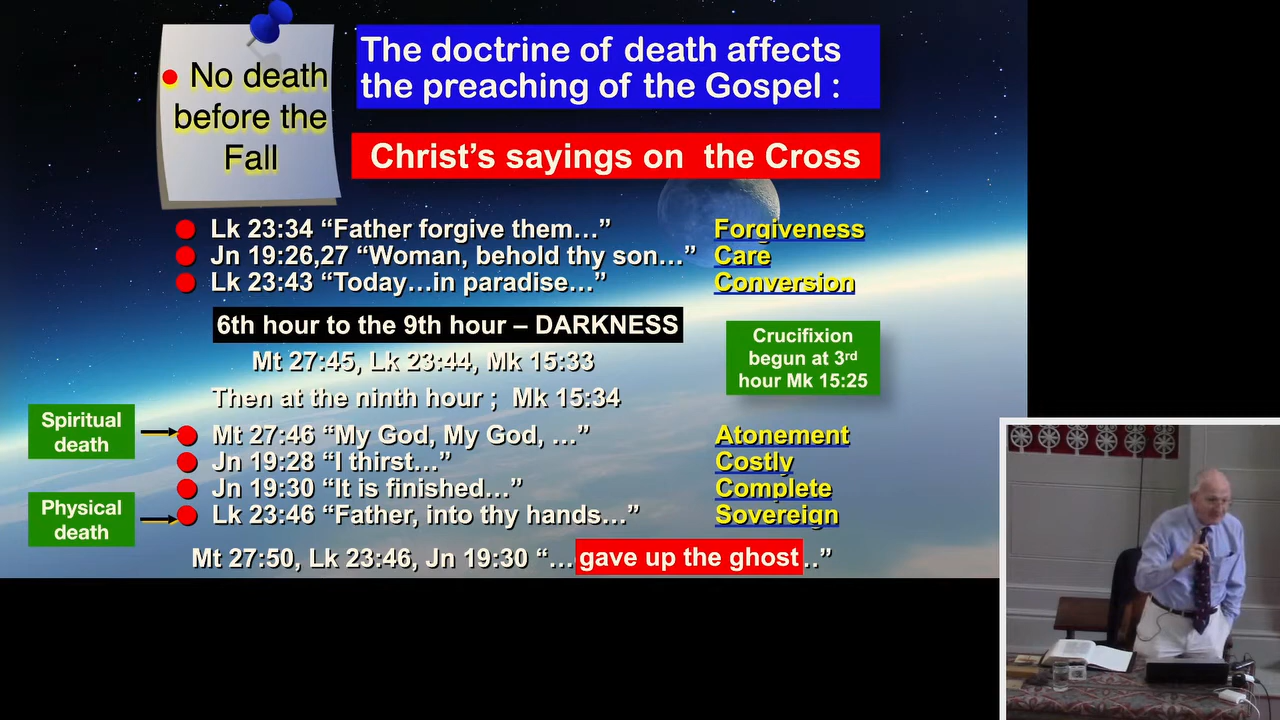 • No death
before the
Fall
The doctrine of death affects
the preaching of the Gospel :
Christ's sayings on the Cross
Lk 23:34 “Father forgive them…” Forgiveness
Jn 19:26,27 “Woman, behold thy son…” Care
Lk 23:43 “Today…in paradise…” Conversion
6th hour to the 9th hour – DARKNESS
Mt 27:45, Lk 23:44, Mk 15:33
Then at the ninth hour ; Mk 15:34
Crucifixion
begun at 3rd
hour Mk 15:25
Spiritual
death
Mt 27:46 “My God, My God, …” Atonement
Jn 19:28 “I thirst…” Costly
Jn 19:30 “It is finished…” Complete
Physical
death
Lk 23:46 “Father, into thy hands…” Sovereign
Mt 27:50, Lk 23:46, Jn 19:30 “…gave up the ghost..”